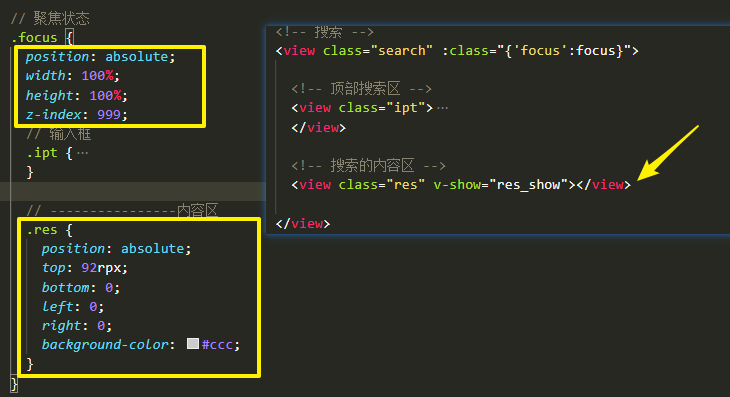 // 聚焦状态
.focus {
position: absolute;
width: 100%;
height: 100%;
z-index: 999;
// 输入框
.ipt { ⋯
}
// ----------------内容区
.res {
position: absolute;
top: 92rpx;
bottom: 0;
left: 0;
right: 0;
background-color: #ccc;
}
}
<!-- 搜索 -->
<view class="search" :class="{'focus':focus}">
<!-- 顶部搜索区 -->
<view class="ipt"> ⋯
</view>
<!-- 搜索的内容区 -->
<view class="res" v-show="res_show"></view>
</view>